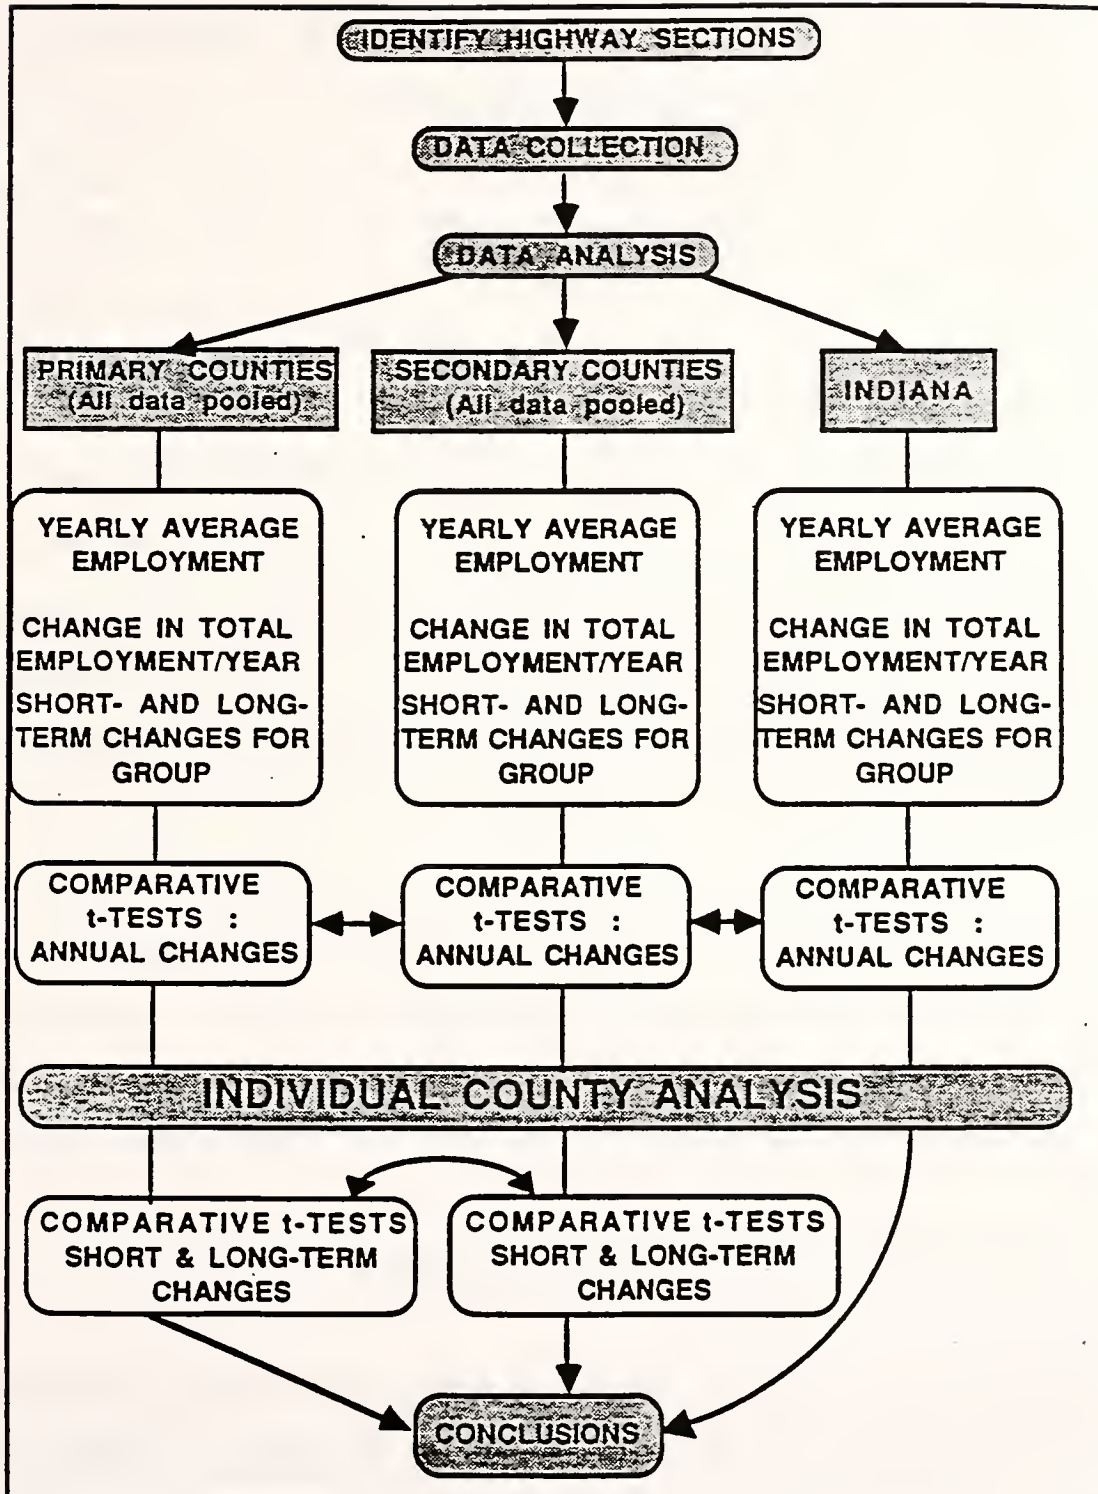 IDENTIFY HIGHWAY SECTIONS
DATA COLLECTION
DATA ANALYSIS
PRIMARY COUNTIES
(All data pooled)
SECONDARY COUNTIES
(All data pooled)
INDIANA
YEARLY AVERAGE
EMPLOYMENT
CHANGE IN TOTAL
EMPLOYMENT/YEAR
SHORT- AND LONG-
TERM CHANGES FOR
GROUP
YEARLY AVERAGE
EMPLOYMENT
CHANGE IN TOTAL
EMPLOYMENT/YEAR
SHORT- AND LONG-
TERM CHANGES FOR
GROUP
YEARLY AVERAGE
EMPLOYMENT
CHANGE IN TOTAL
EMPLOYMENT/YEAR
SHORT- AND LONG-
TERM CHANGES FOR
GROUP
COMPARATIVE
t-TESTS :
ANNUAL CHANGES
COMPARATIVE
t-TESTS :
ANNUAL CHANGES
COMPARATIVE
t-TESTS :
ANNUAL CHANGES
INDIVIDUAL COUNTY ANALYSIS
COMPARATIVE t-TESTS
SHORT & LONG-TERM
CHANGES
COMPARATIVE t-TESTS
SHORT & LONG-TERM
CHANGES
CONCLUSIONS